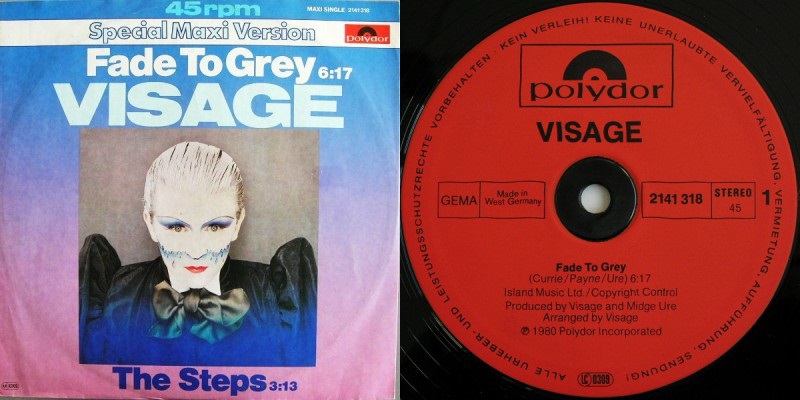 45 rpm
MAXI SINGLE 2141 318
Special Maxi Version
polydor
Fade To Grey 6:17
VISAGE
The Steps 3:13
ALLE URHEBER- UND LEISTUNGSSCHUTZRECHTE VORBEHALTEN · KEIN VERLEIH! KEINE UNERLAUBTE VERVIELFÄLTIGUNG, VERMIETUNG, AUFFÜHRUNG, SENDUNG!
polydor
VISAGE
GEMA
Made in
West Germany
2141 318
STEREO
45
1
Fade To Grey
(Currie/Payne/Ure) 6:17
Island Music Ltd./Copyright Control
Produced by Visage and Midge Ure
Arranged by Visage
℗ 1980 Polydor Incorporated
LC 0309